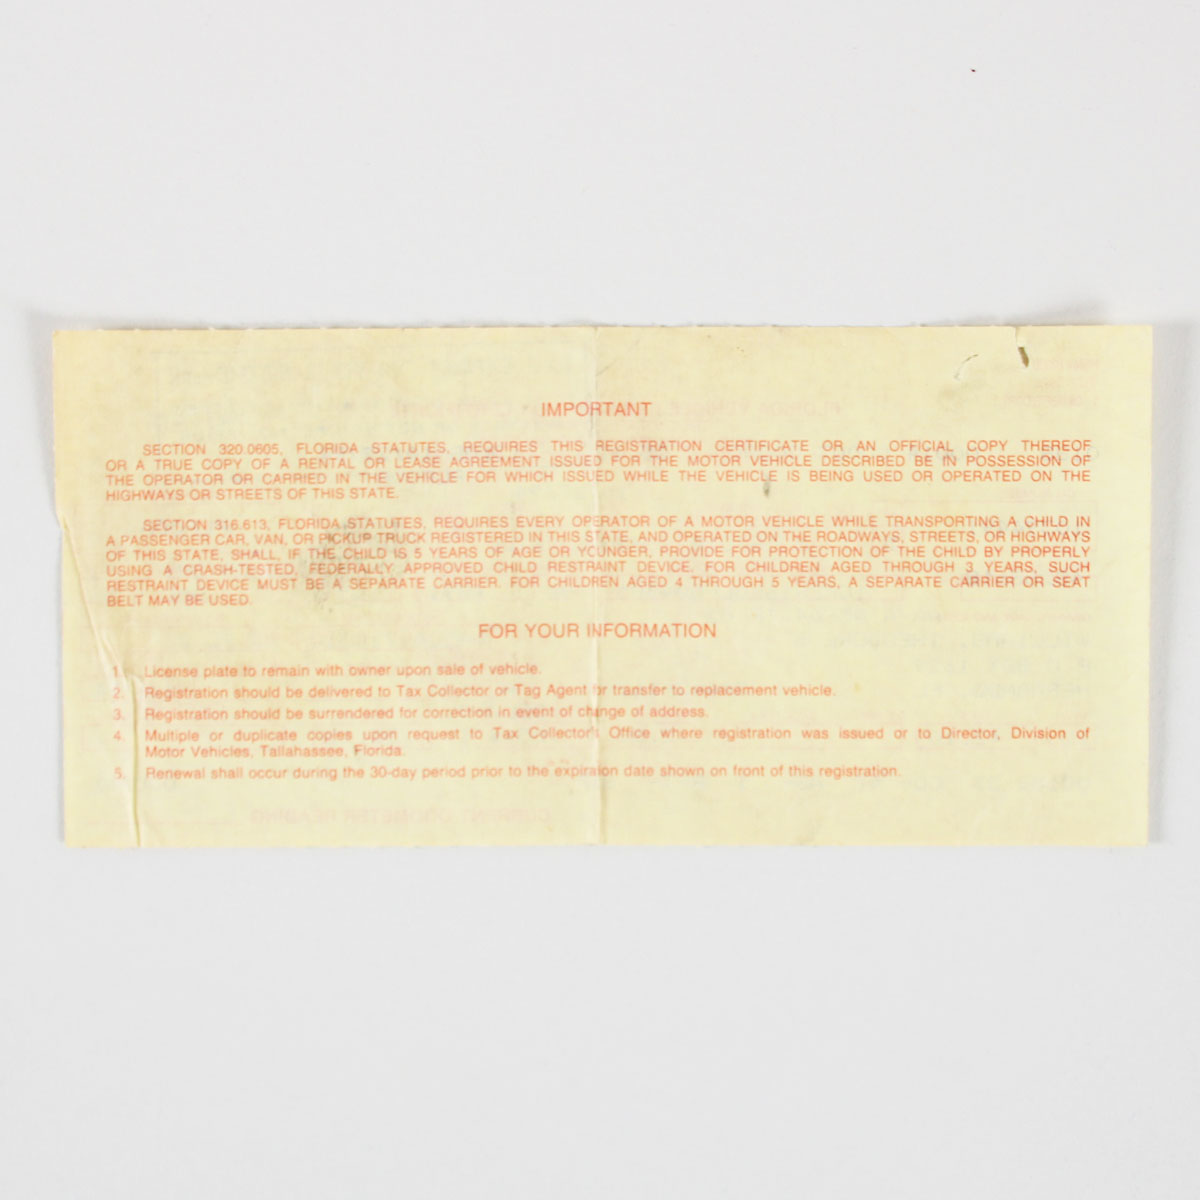 IMPORTANT
SECTION 320.0605, FLORIDA STATUTES, REQUIRES THIS REGISTRATION CERTIFICATE OR AN OFFICIAL COPY THEREOF
OR A TRUE COPY OF A RENTAL OR LEASE AGREEMENT ISSUED FOR THE MOTOR VEHICLE DESCRIBED BE IN POSSESSION OF
THE OPERATOR OR CARRIED IN THE VEHICLE FOR WHICH ISSUED WHILE THE VEHICLE IS BEING USED OR OPERATED ON THE
HIGHWAYS OR STREETS OF THIS STATE.
SECTION 316.613, FLORIDA STATUTES, REQUIRES EVERY OPERATOR OF A MOTOR VEHICLE WHILE TRANSPORTING A CHILD IN
A PASSENGER CAR, VAN, OR PICKUP TRUCK REGISTERED IN THIS STATE, AND OPERATED ON THE ROADWAYS, STREETS, OR HIGHWAYS
OF THIS STATE, SHALL, IF THE CHILD IS 5 YEARS OF AGE OR YOUNGER, PROVIDE FOR PROTECTION OF THE CHILD BY PROPERLY
USING A CRASH-TESTED, FEDERALLY APPROVED CHILD RESTRAINT DEVICE. FOR CHILDREN AGED THROUGH 3 YEARS, SUCH
RESTRAINT DEVICE MUST BE A SEPARATE CARRIER. FOR CHILDREN AGED 4 THROUGH 5 YEARS, A SEPARATE CARRIER OR SEAT
BELT MAY BE USED.
FOR YOUR INFORMATION
1. License plate to remain with owner upon sale of vehicle.
2. Registration should be delivered to Tax Collector or Tag Agent for transfer to replacement vehicle.
3. Registration should be surrendered for correction in event of change of address.
4. Multiple or duplicate copies upon request to Tax Collector's Office where registration was issued or to Director, Division of
Motor Vehicles, Tallahassee, Florida.
5. Renewal shall occur during the 30-day period prior to the expiration date shown on front of this registration.